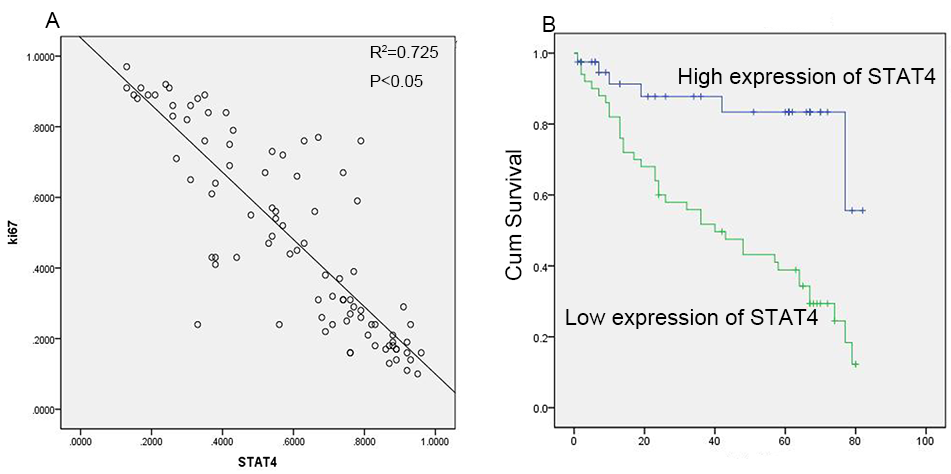 A
R²=0.725
P<0.05
1.0000
.8000
.6000
.4000
.2000
.0000
ki67
.0000 .2000 .4000 .6000 .8000 1.0000
STAT4
B
High expression of STAT4
Low expression of STAT4
Cum Survival
1.0
0.8
0.6
0.4
0.2
0.0
0 20 40 60 80 100